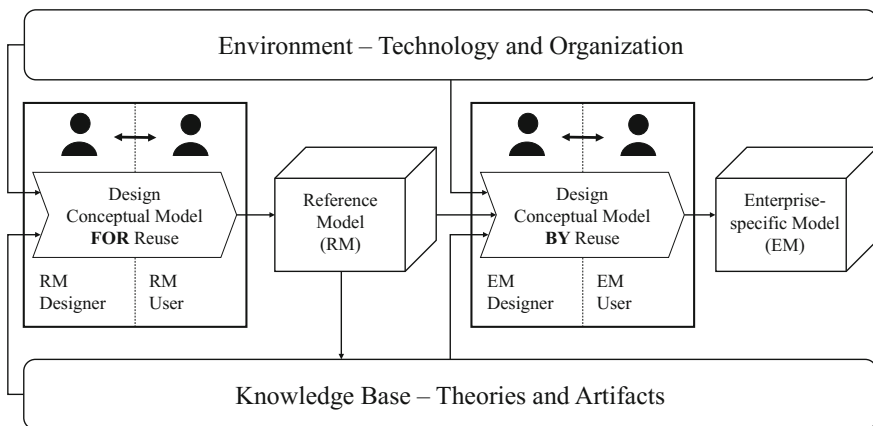 Environment – Technology and Organization
Design
Conceptual Model
FOR Reuse
RM
Designer
RM
User
Reference
Model
(RM)
Design
Conceptual Model
BY Reuse
EM
Designer
EM
User
Enterprise-
specific Model
(EM)
Knowledge Base – Theories and Artifacts